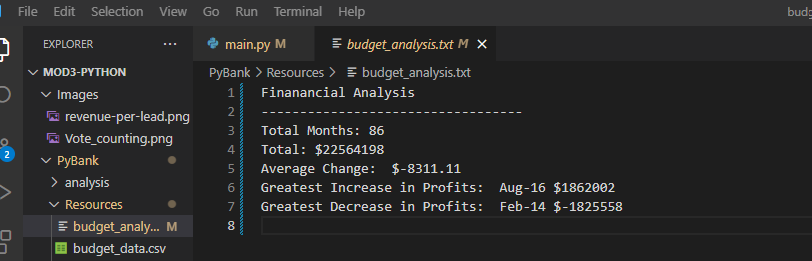 File Edit Selection View Go Run Terminal Help budg
EXPLORER ···
main.py M
budget_analysis.txt M
MOD3-PYTHON
PyBank > Resources > budget_analysis.txt
Images
revenue-per-lead.png
Vote_counting.png
PyBank
analysis
Resources
budget_analy... M
budget_data.csv
2
1 Finanancial Analysis
2 ----------------------------------
3 Total Months: 86
4 Total: $22564198
5 Average Change:  $-8311.11
6 Greatest Increase in Profits:  Aug-16 $1862002
7 Greatest Decrease in Profits:  Feb-14 $-1825558
8